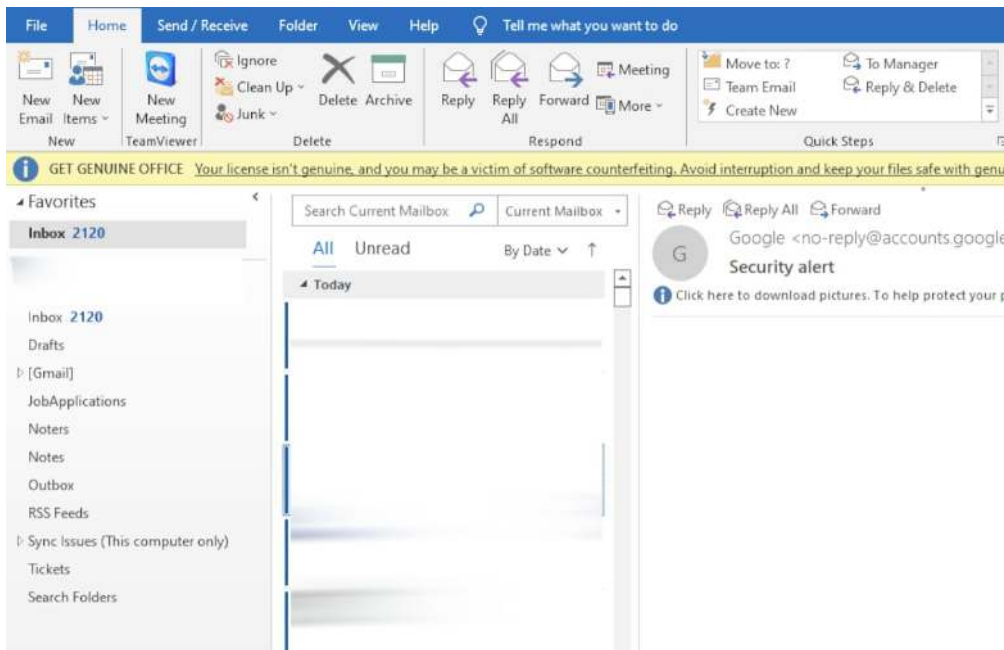 File Home Send / Receive Folder View Help Tell me what you want to do
New Email
New Items
New Meeting
Ignore
Clean Up
Junk
Delete
Archive
Reply
Reply All
Forward
Meeting
More
Move to: ?
Team Email
Create New
To Manager
Reply & Delete
New TeamViewer Delete Respond Quick Steps
GET GENUINE OFFICE Your license isn't genuine, and you may be a victim of software counterfeiting. Avoid interruption and keep your files safe with genu
Favorites
Inbox 2120
Inbox 2120
Drafts
[Gmail]
JobApplications
Noters
Notes
Outbox
RSS Feeds
Sync Issues (This computer only)
Tickets
Search Folders
Search Current Mailbox Current Mailbox
All Unread By Date
Today
Reply Reply All Forward
G
Google <no-reply@accounts.google
Security alert
Click here to download pictures. To help protect your p